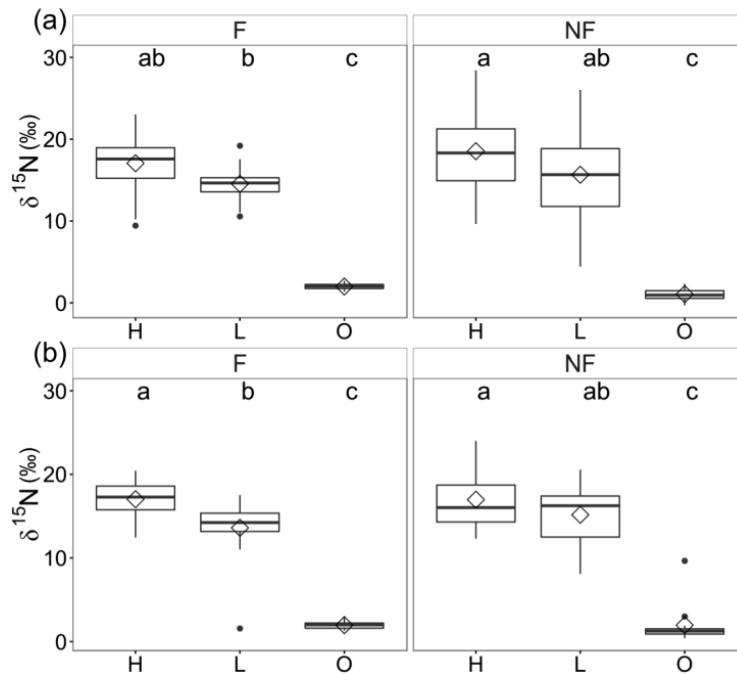 (a)
F NF
ab b c a ab c
30
20
10
0
δ ¹⁵N (‰)
H L O H L O
(b)
F NF
a b c a ab c
30
20
10
0
δ ¹⁵N (‰)
H L O H L O